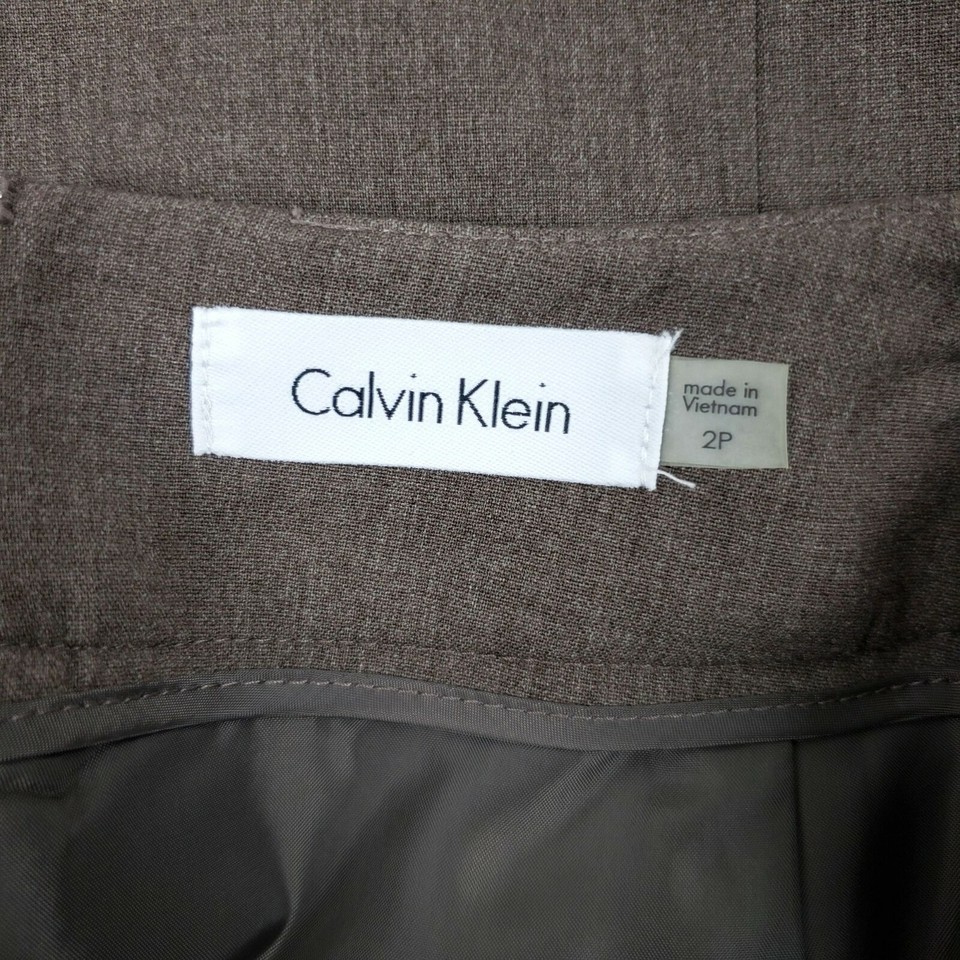 Calvin Klein
made in
Vietnam
2P